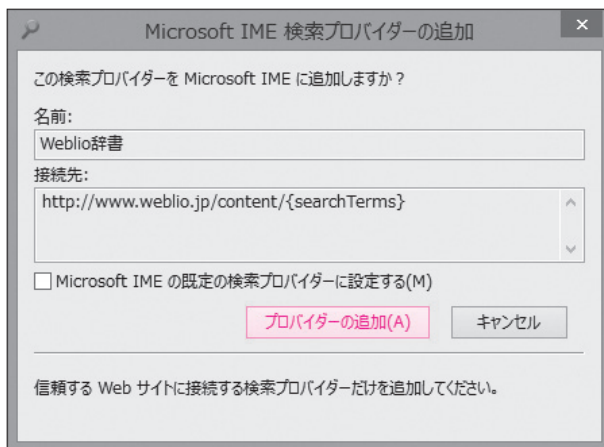 Microsoft IME 検索プロバイダーの追加
この検索プロバイダーを Microsoft IME に追加しますか？
名前:
Weblio辞書
接続先:
http://www.weblio.jp/content/{searchTerms}
Microsoft IME の既定の検索プロバイダーに設定する(M)
プロバイダーの追加(A) キャンセル
信頼する Web サイトに接続する検索プロバイダーだけを追加してください。